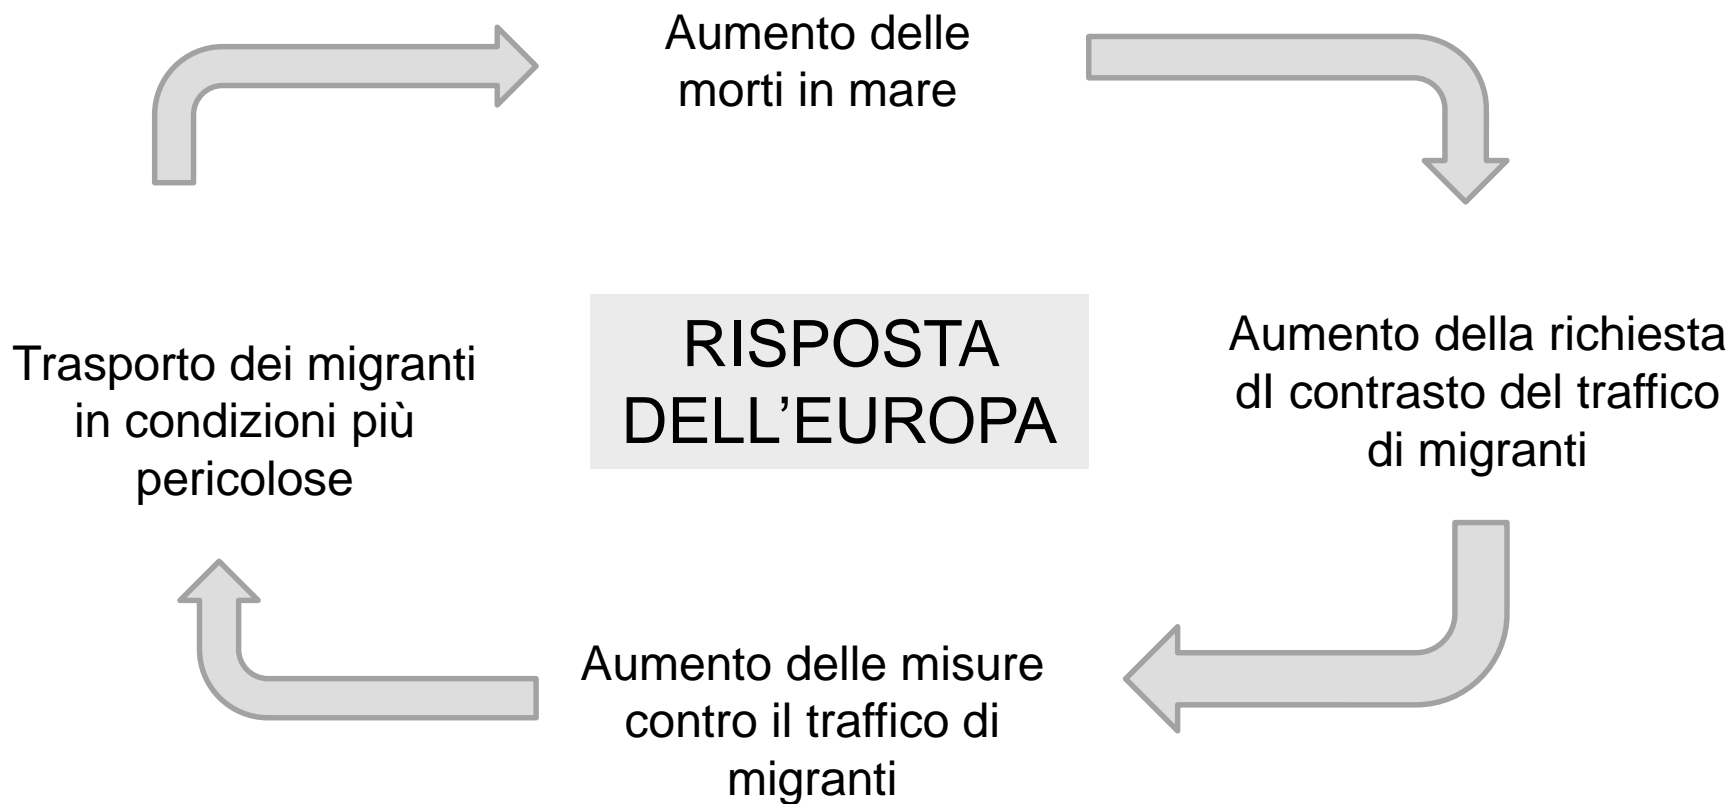 Aumento delle
morti in mare
Aumento della richiesta
dI contrasto del traffico
di migranti
Aumento delle misure
contro il traffico di
migranti
Trasporto dei migranti
in condizioni più
pericolose
RISPOSTA
DELL’EUROPA